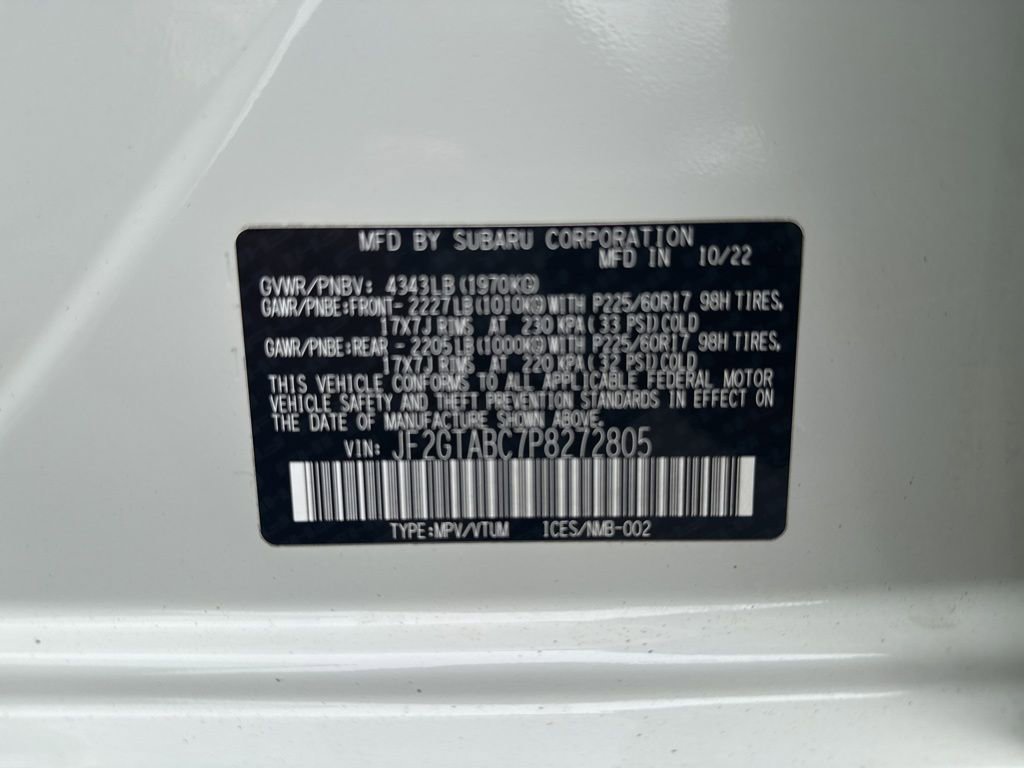 MFD BY SUBARU CORPORATION
MFD IN 10/22
GVWR/PNBV: 4343LB(1970KG)
GAWR/PNBE:FRONT- 2227LB(1010KG)WITH P225/60R17 98H TIRES,
17X7J RIMS AT 230 KPA( 33 PSI)COLD
GAWR/PNBE:REAR - 2205LB(1000KG)WITH P225/60R17 98H TIRES,
17X7J RIMS AT 220 KPA( 32 PSI)COLD
THIS VEHICLE CONFORMS TO ALL APPLICABLE FEDERAL MOTOR
VEHICLE SAFETY AND THEFT PREVENTION STANDARDS IN EFFECT ON
THE DATE OF MANUFACTURE SHOWN ABOVE.
VIN: JF2GTABC7P8272805
TYPE:MPV/VTUM ICES/NMB-002